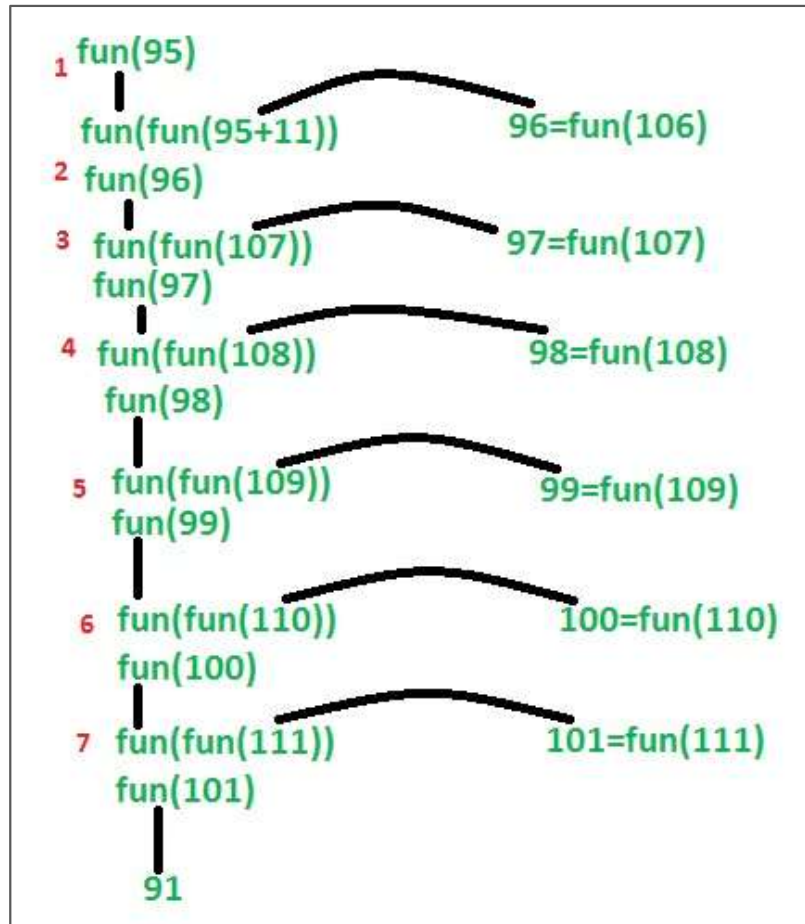 1 fun(95)
fun(fun(95+11)) 96=fun(106)
2 fun(96)
3 fun(fun(107)) 97=fun(107)
fun(97)
4 fun(fun(108)) 98=fun(108)
fun(98)
5 fun(fun(109)) 99=fun(109)
fun(99)
6 fun(fun(110)) 100=fun(110)
fun(100)
7 fun(fun(111)) 101=fun(111)
fun(101)
91